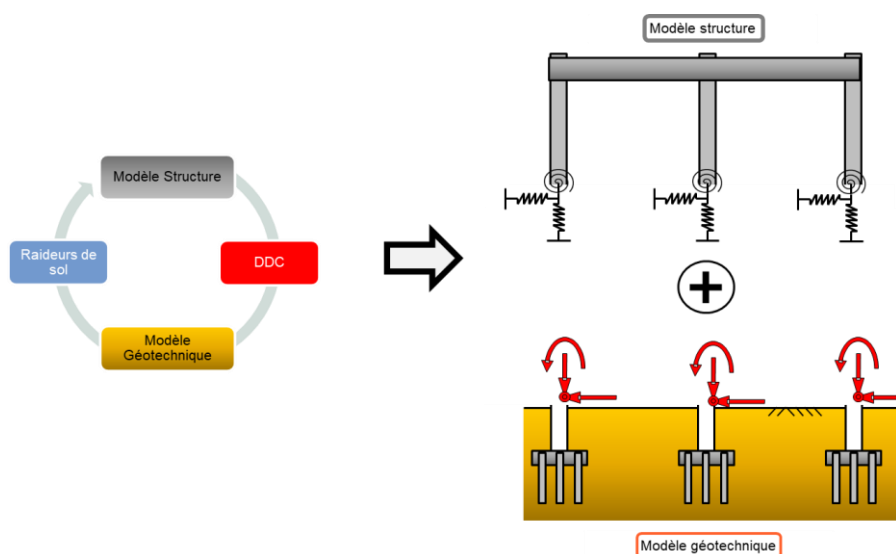 Modèle structure
Modèle Structure
Raideurs de
sol
DDC
Modèle
Géotechnique
Modèle géotechnique